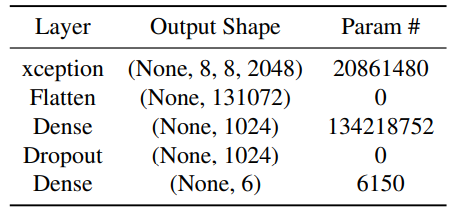 Layer Output Shape Param #
xception (None, 8, 8, 2048) 20861480
Flatten (None, 131072) 0
Dense (None, 1024) 134218752
Dropout (None, 1024) 0
Dense (None, 6) 6150